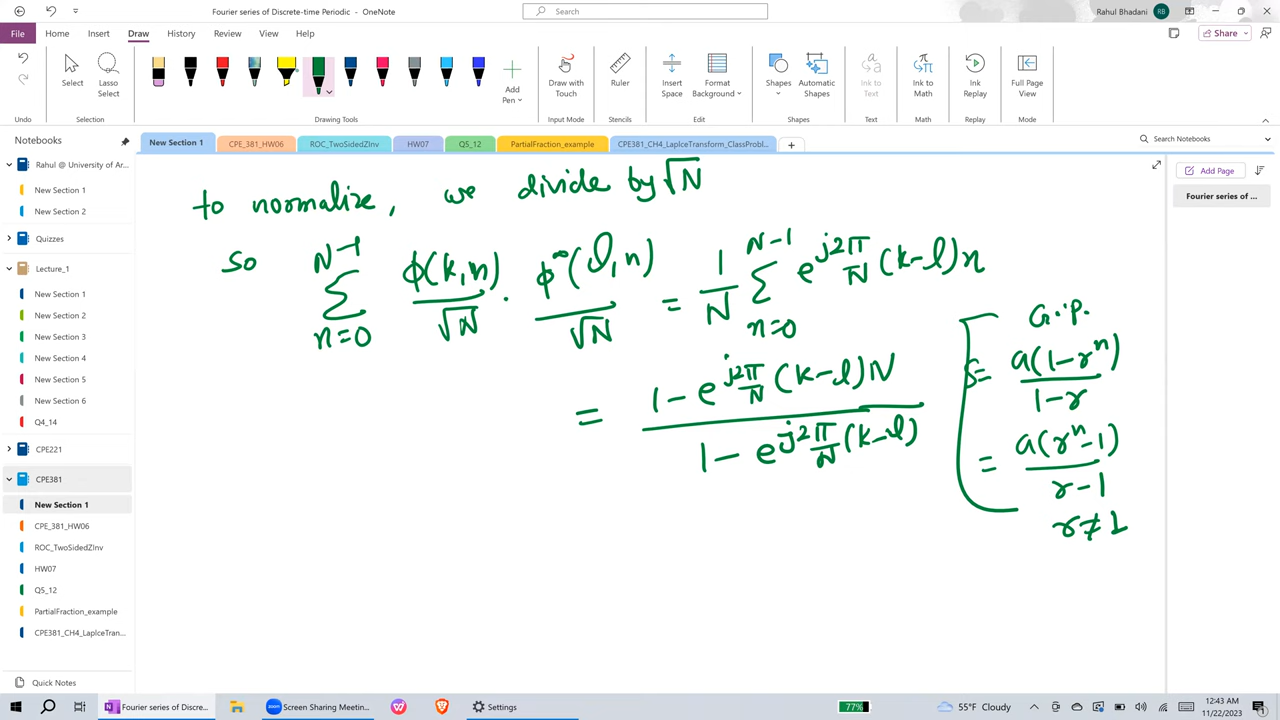 Fourier series of Discrete-time Periodic - OneNote
Search
Rahul Bhadani RB
File Home Insert Draw History Review View Help
Share
Select
Lasso Select
Add Pen
Draw with Touch
Ruler
Insert Space
Format Background
Shapes
Automatic Shapes
Ink to Text
Ink to Math
Ink Replay
Full Page View
Undo Selection Drawing Tools Input Mode Stencils Edit Text Math Replay Mode
Notebooks
New Section 1 CPE_381_HW06 ROC_TwoSidedZInv HW07 Q5_12 PartialFraction_example CPE381_CH4_LaplceTransform_ClassProbl... +
Search Notebooks
Add Page
Fourier series of ...
Rahul @ University of Ar...
New Section 1
New Section 2
Quizzes
Lecture_1
New Section 1
New Section 2
New Section 3
New Section 4
New Section 5
New Section 6
Q4_14
CPE221
CPE381
New Section 1
CPE_381_HW06
ROC_TwoSidedZInv
HW07
Q5_12
PartialFraction_example
CPE381_CH4_LaplceTran...
Quick Notes
to normalize, we divide by √N
so ∑_{n=0}^{N-1} ϕ(k,n)/√N · ϕ*(l,n)/√N = 1/N ∑_{n=0}^{N-1} e^{j2π/N (k-l)n}
= (1 - e^{j2π/N (k-l)N}) / (1 - e^{j2π/N (k-l)})
G.P.
S = a(1-r^n)/(1-r)
= a(r^n-1)/(r-1)
r≠1
Fourier series of Discre...
Screen Sharing Meetin...
Settings
77%
55°F Cloudy
12:43 AM
11/22/2023